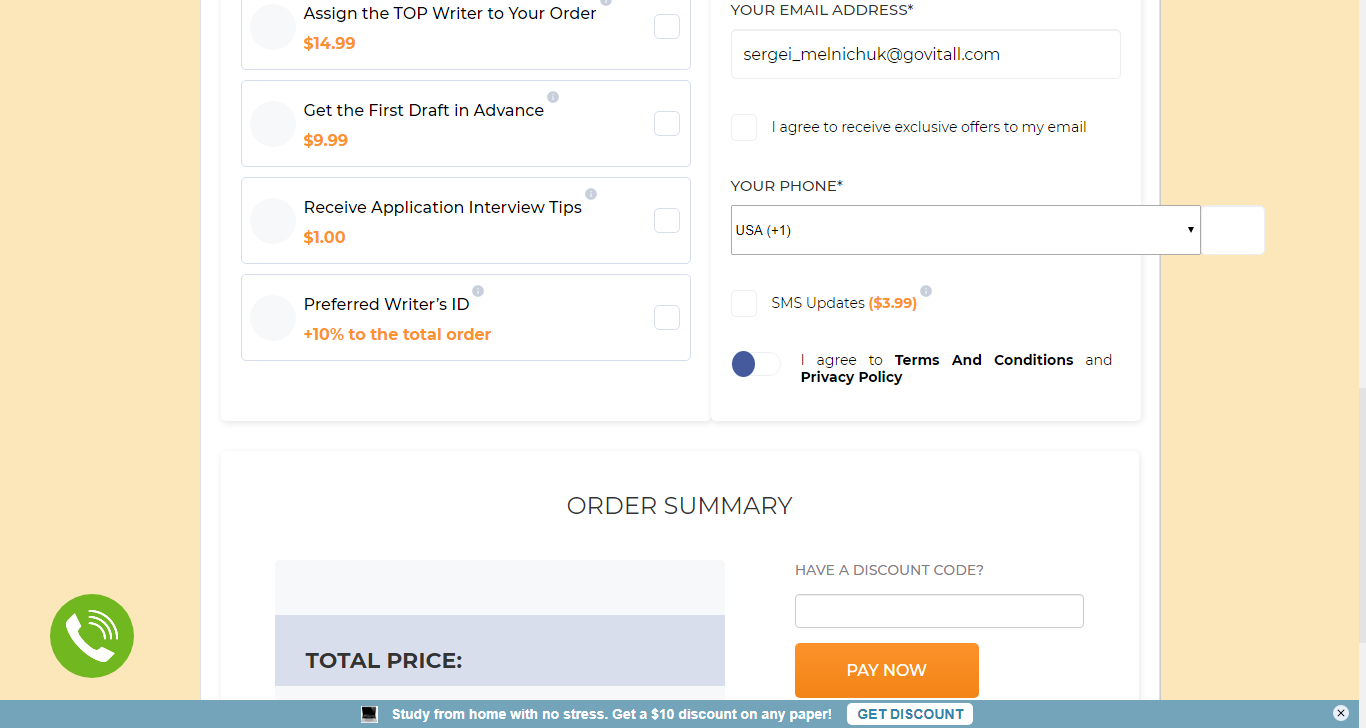 Assign the TOP Writer to Your Order
$14.99
Get the First Draft in Advance
$9.99
Receive Application Interview Tips
$1.00
Preferred Writer’s ID
+10% to the total order
YOUR EMAIL ADDRESS*
sergei_melnichuk@govitall.com
I agree to receive exclusive offers to my email
YOUR PHONE*
USA (+1)
SMS Updates ($3.99)
I agree to Terms And Conditions and
Privacy Policy
ORDER SUMMARY
TOTAL PRICE:
HAVE A DISCOUNT CODE?
PAY NOW
Study from home with no stress. Get a $10 discount on any paper! GET DISCOUNT